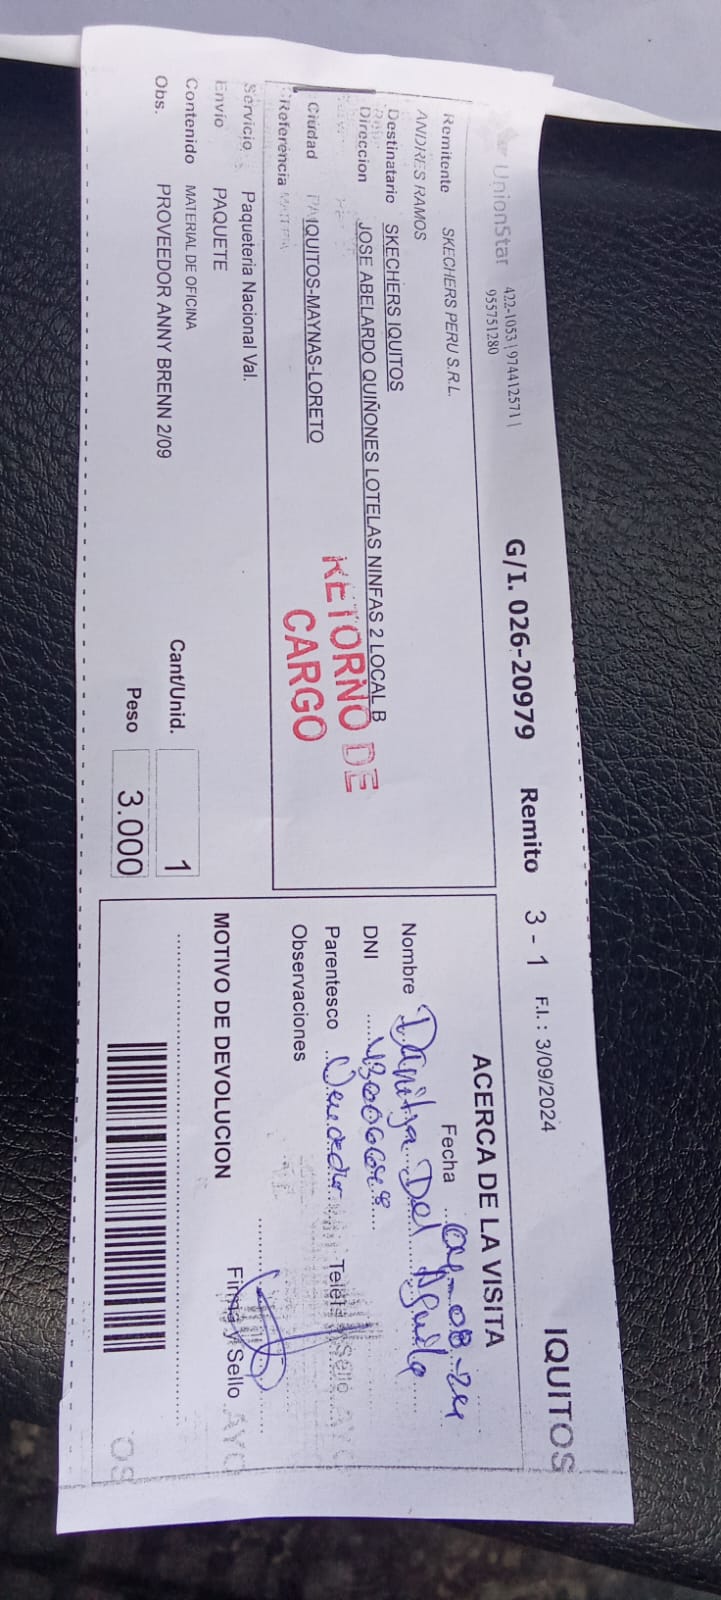 UnionStar 422-1053 | 974412571 |
955751280
G/I. 026-20979 Remito 3 - 1 F.I. : 3/09/2024 IQUITOS
Remitente SKECHERS PERU S.R.L.
ANDRES RAMOS
Destinatario SKECHERS IQUITOS
Direccion JOSE ABELARDO QUIÑONES LOTELAS NINFAS 2 LOCAL B
Ciudad IQUITOS-MAYNAS-LORETO
Referencia
RETORNO DE
CARGO
Servicio Paqueteria Nacional Val.
Envio PAQUETE
Contenido MATERIAL DE OFICINA
Obs. PROVEEDOR ANNY BRENN 2/09
Cant/Unid. 1
Peso 3.000
ACERCA DE LA VISITA
Fecha
Nombre Danitza Del Aguila
DNI
Parentesco
Observaciones
Firma y Sello
MOTIVO DE DEVOLUCION